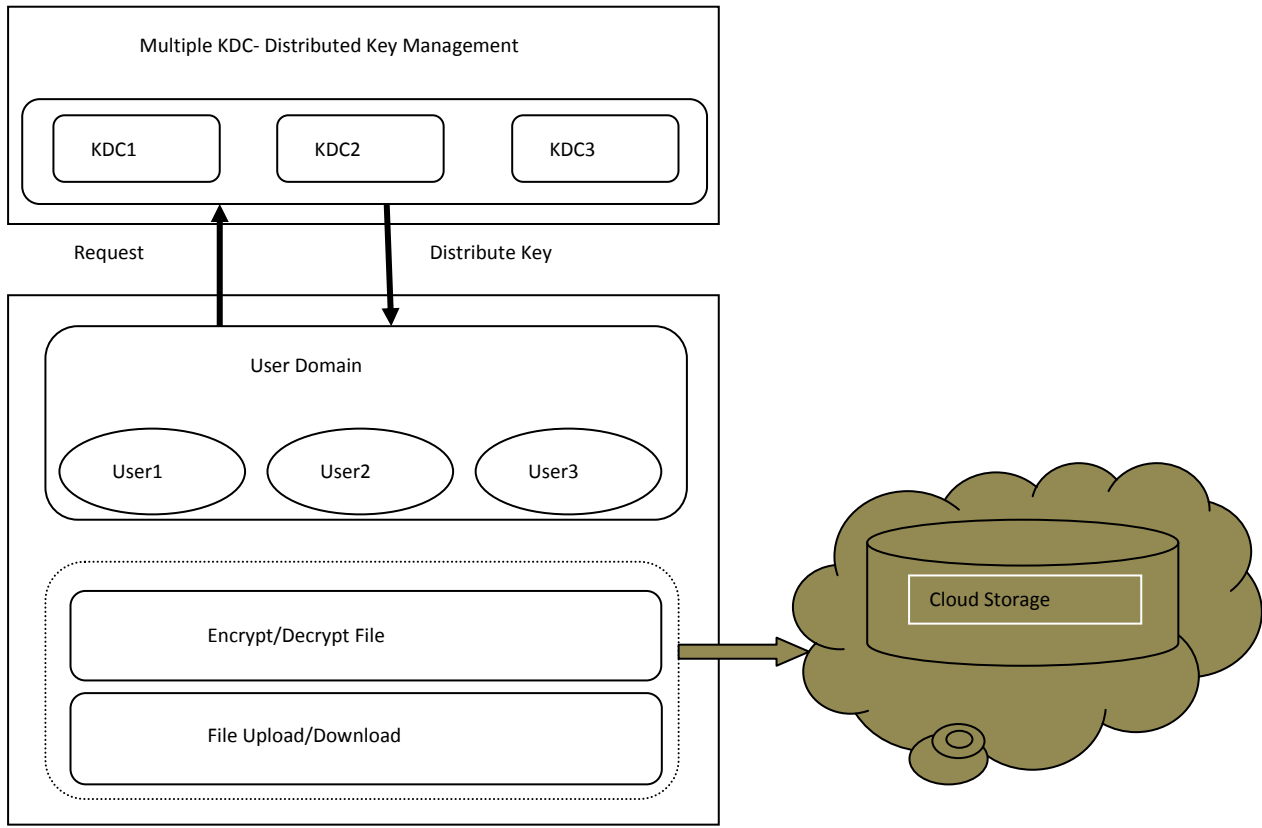 Multiple KDC- Distributed Key Management
KDC1
KDC2
KDC3
Request
Distribute Key
User Domain
User1
User2
User3
Encrypt/Decrypt File
File Upload/Download
Cloud Storage